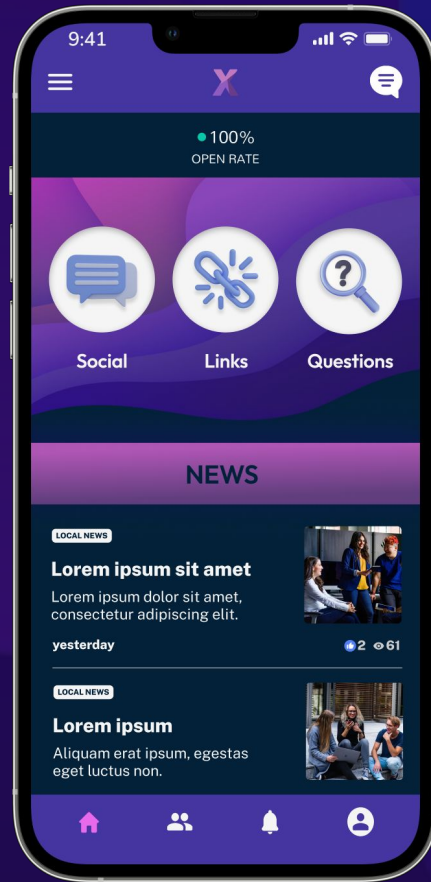 9:41
X
100%
OPEN RATE
?
Social Links Questions
NEWS
LOCAL NEWS
Lorem ipsum sit amet
Lorem ipsum dolor sit amet,
consectetur adipiscing elit.
yesterday 2 61
LOCAL NEWS
Lorem ipsum
Aliquam erat ipsum, egestas
eget luctus non.